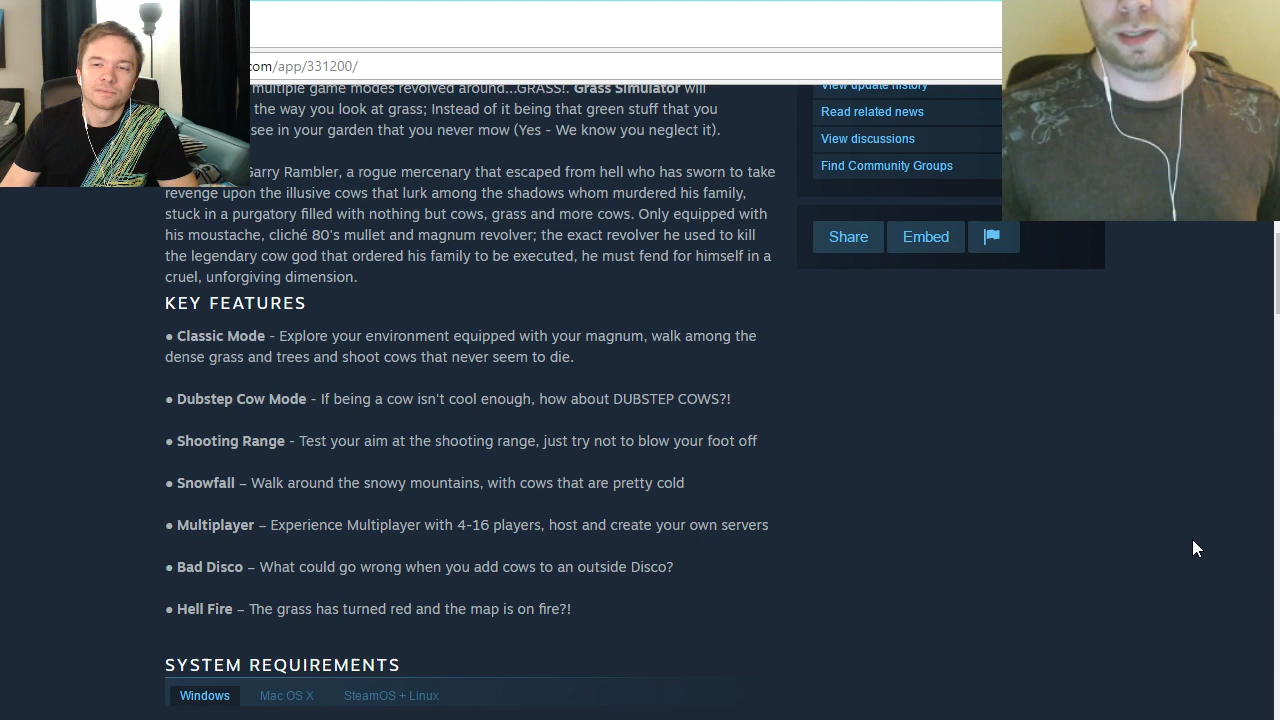 com/app/331200/
multiple game modes revolved around...GRASS!. Grass Simulator will
the way you look at grass; Instead of it being that green stuff that you
see in your garden that you never mow (Yes - We know you neglect it).
arry Rambler, a rogue mercenary that escaped from hell who has sworn to take
revenge upon the illusive cows that lurk among the shadows whom murdered his family,
stuck in a purgatory filled with nothing but cows, grass and more cows. Only equipped with
his moustache, cliché 80's mullet and magnum revolver; the exact revolver he used to kill
the legendary cow god that ordered his family to be executed, he must fend for himself in a
cruel, unforgiving dimension.
KEY FEATURES
● Classic Mode - Explore your environment equipped with your magnum, walk among the
dense grass and trees and shoot cows that never seem to die.
● Dubstep Cow Mode - If being a cow isn't cool enough, how about DUBSTEP COWS?!
● Shooting Range - Test your aim at the shooting range, just try not to blow your foot off
● Snowfall – Walk around the snowy mountains, with cows that are pretty cold
● Multiplayer – Experience Multiplayer with 4-16 players, host and create your own servers
● Bad Disco – What could go wrong when you add cows to an outside Disco?
● Hell Fire – The grass has turned red and the map is on fire?!
SYSTEM REQUIREMENTS
Windows Mac OS X SteamOS + Linux
View update history
Read related news
View discussions
Find Community Groups
Share Embed